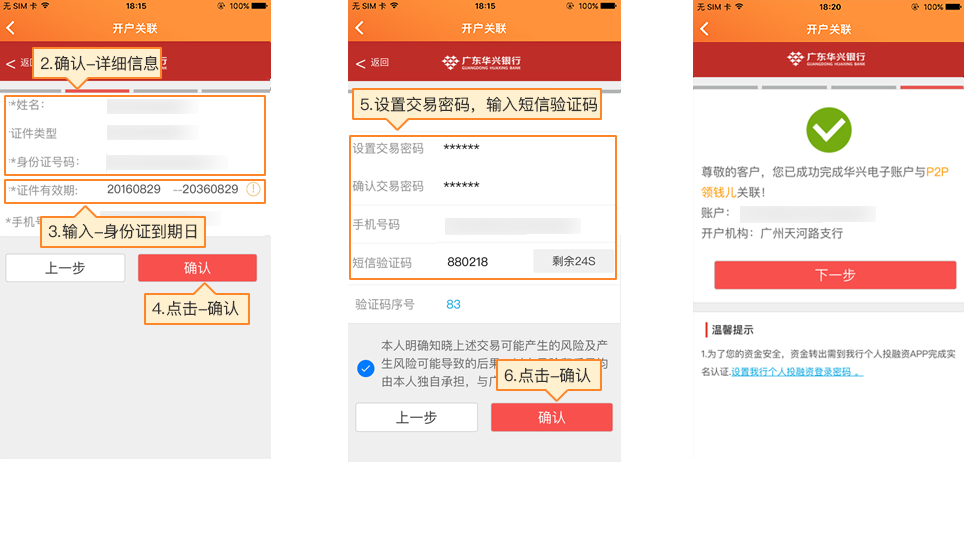 无 SIM 卡 18:15 100%
开户关联
< 返回
2.确认–详细信息
*姓名：
证件类型
*身份证号码：
*证件有效期： 20160829 --20360829
*手机号
3.输入–身份证到期日
上一步 确认
4.点击–确认
无 SIM 卡 18:15 100%
开户关联
< 返回 广东华兴银行
GUANGDONG HUAXING BANK
5.设置交易密码，输入短信验证码
设置交易密码 ******
确认交易密码 ******
手机号码
短信验证码 880218 剩余24S
验证码序号 83
本人明确知晓上述交易可能产生的风险及产
生风险可能导致的后果
由本人独自承担，与广
6.点击–确认
上一步 确认
无 SIM 卡 18:20 100%
开户关联
广东华兴银行
GUANGDONG HUAXING BANK
尊敬的客户，您已成功完成华兴电子账户与P2P
领钱儿关联！
账户：
开户机构：广州天河路支行
下一步
温馨提示
1.为了您的资金安全，资金转出需到我行个人投融资APP完成实
名认证.设置我行个人投融资登录密码 。